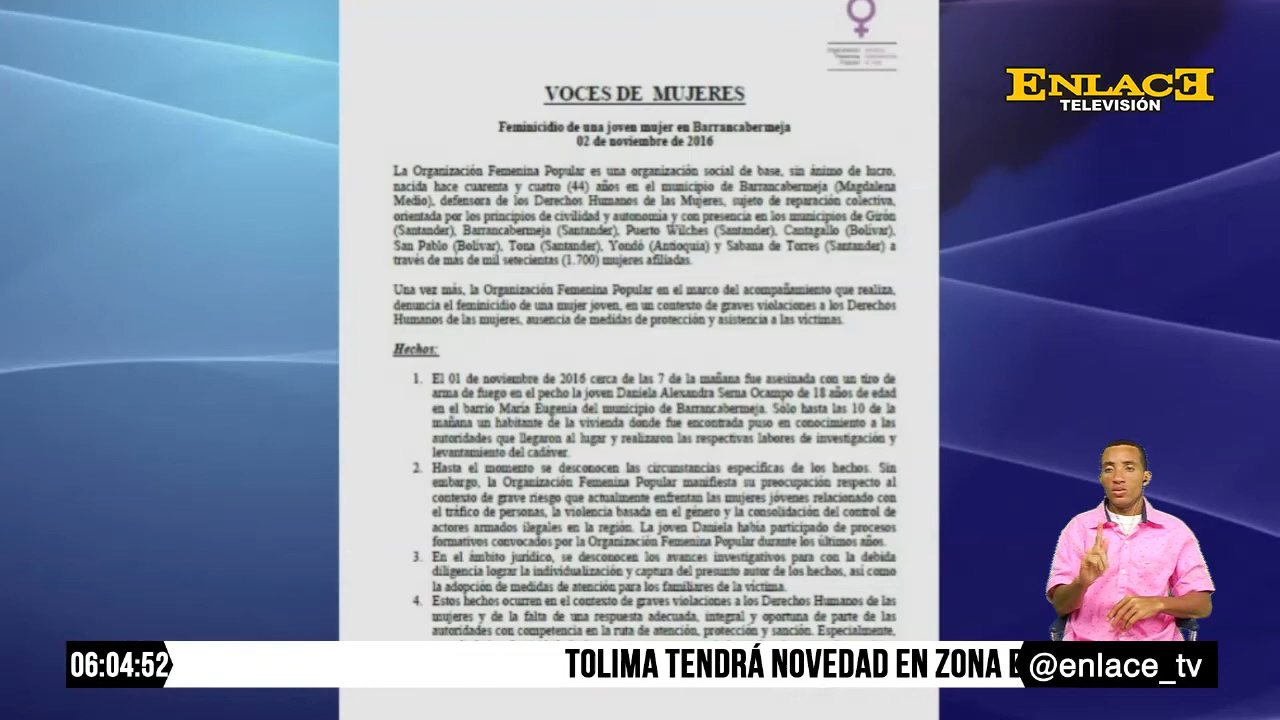 ENLACE
TELEVISIÓN
VOCES DE MUJERES
Feminicidio de una joven mujer en Barrancabermeja
02 de noviembre de 2016
La Organización Femenina Popular es una organización social de base, sin ánimo de lucro,
nacida hace cuarenta y cuatro (44) años en el municipio de Barrancabermeja (Magdalena
Medio), defensora de los Derechos Humanos de las Mujeres, sujeto de reparación colectiva,
orientada por los principios de civilidad y autonomía y con presencia en los municipios de Girón
(Santander), Barrancabermeja (Santander), Puerto Wilches (Santander), Cantagallo (Bolívar),
San Pablo (Bolívar), Tona (Santander), Yondó (Antioquia) y Sabana de Torres (Santander) a
través de más de mil setecientas (1.700) mujeres afiliadas.
Una vez más, la Organización Femenina Popular en el marco del acompañamiento que realiza,
denuncia el feminicidio de una mujer joven, en un contexto de graves violaciones a los Derechos
Humanos de las mujeres, ausencia de medidas de protección y asistencia a las víctimas.
Hechos:
1. El 01 de noviembre de 2016 cerca de las 7 de la mañana fue asesinada con un tiro de
arma de fuego en el pecho la joven Daniela Alexandra Serna Ocampo de 18 años de edad
en el barrio María Eugenia del municipio de Barrancabermeja. Sólo hasta las 10 de la
mañana un habitante de la vivienda donde fue encontrada puso en conocimiento a las
autoridades que llegaron al lugar y realizaron las respectivas labores de investigación y
levantamiento del cadáver.
2. Hasta el momento se desconocen las circunstancias específicas de los hechos. Sin
embargo, la Organización Femenina Popular manifiesta su preocupación respecto al
contexto de grave riesgo que actualmente enfrentan las mujeres jóvenes relacionado con
el tráfico de personas, la violencia basada en el género y la consolidación del control de
actores armados ilegales en la región. La joven Daniela había participado de procesos
formativos convocados por la Organización Femenina Popular durante los últimos años.
3. En el ámbito jurídico, se desconocen los avances investigativos para con la debida
diligencia lograr la individualización y captura del presunto autor de los hechos, así como
la adopción de medidas de atención para los familiares de la víctima.
4. Estos hechos ocurren en el contexto de graves violaciones a los Derechos Humanos de las
mujeres y de la falta de una respuesta adecuada, integral y oportuna de parte de las
autoridades con competencia en la ruta de atención, protección y sanción. Especialmente,
06:04:52
TOLIMA TENDRÁ NOVEDAD EN ZONA
@enlace_tv